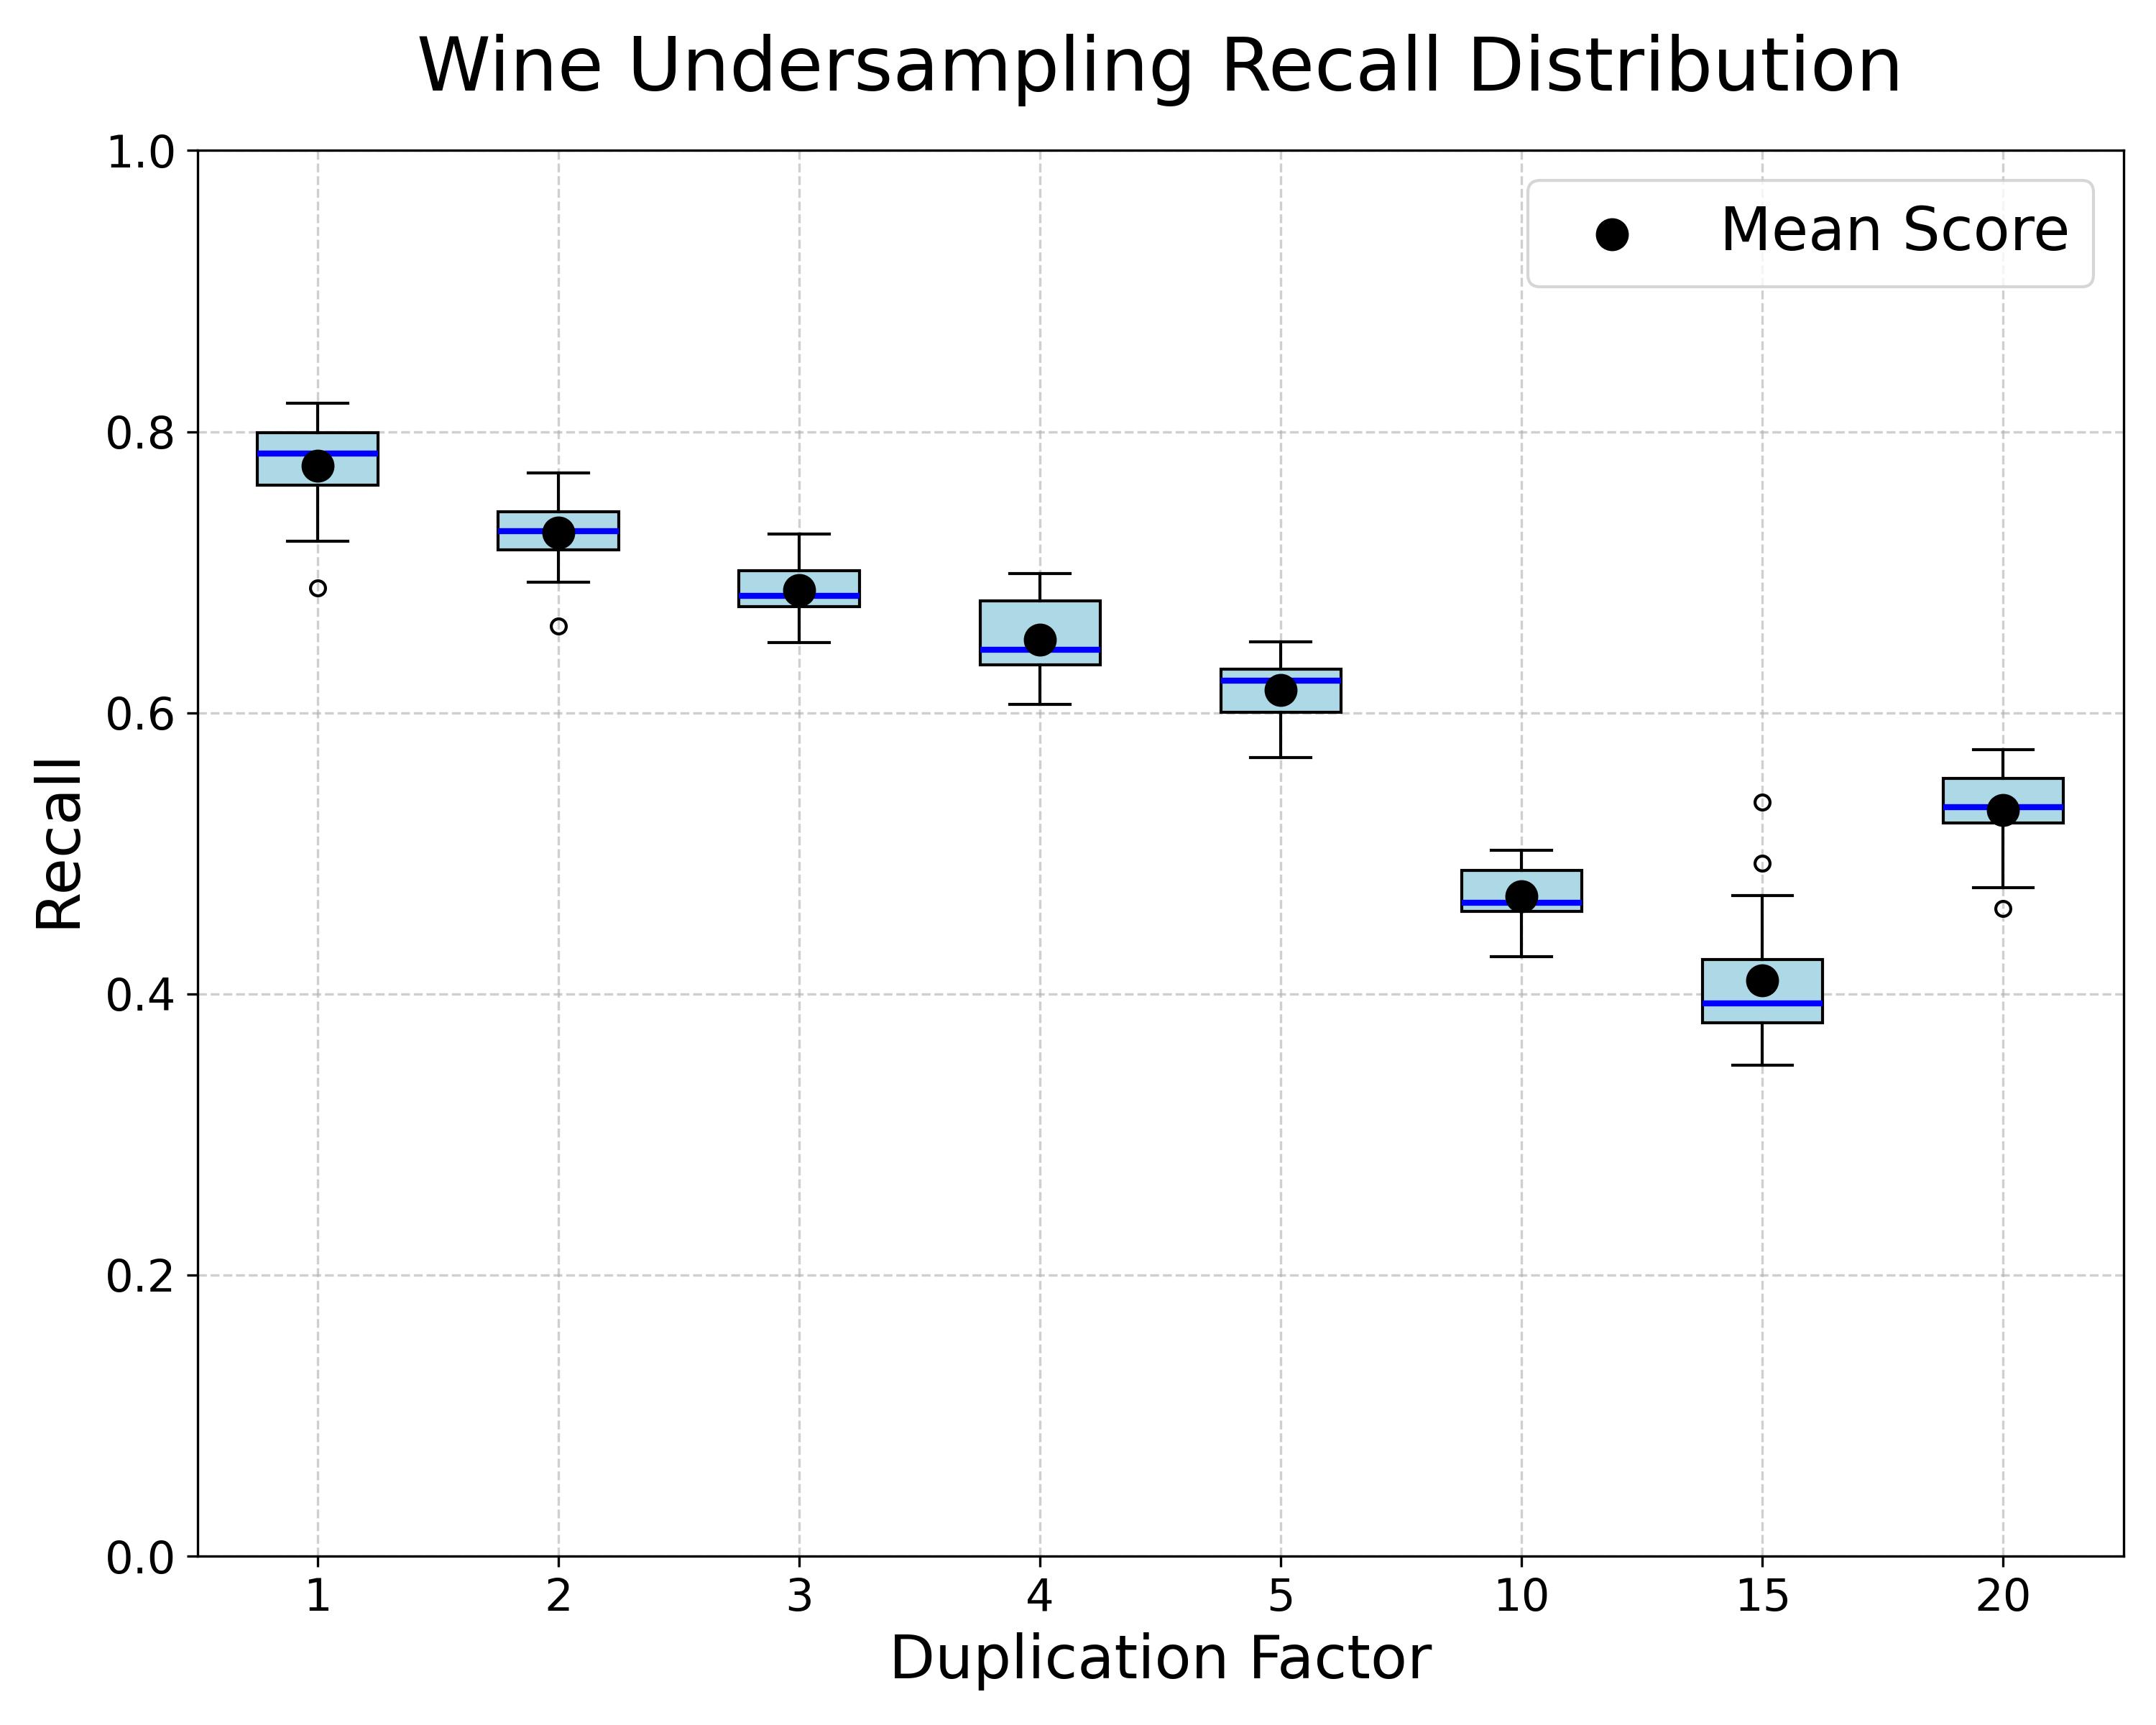 Wine Undersampling Recall Distribution
Mean Score
1.0
0.8
0.6
0.4
0.2
0.0
Recall
1 2 3 4 5 10 15 20
Duplication Factor